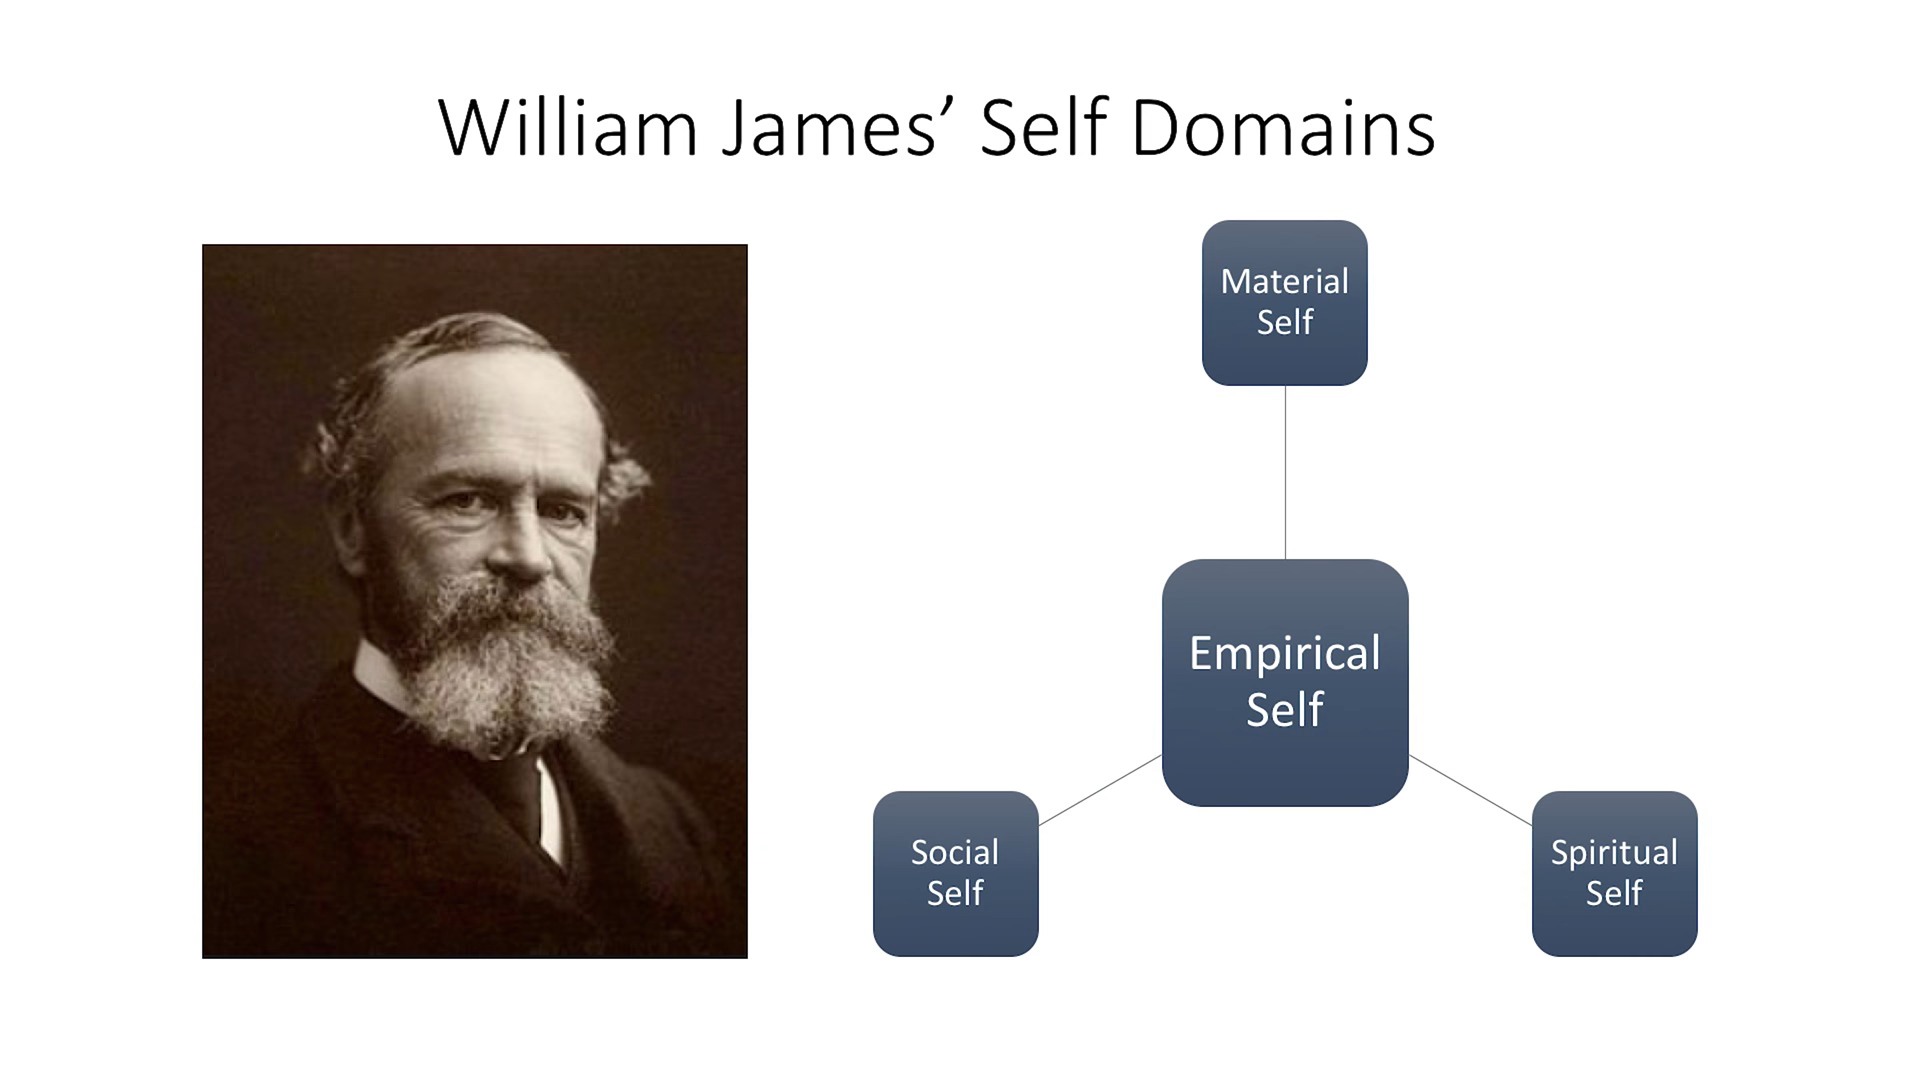 William James’ Self Domains
Material
Self
Empirical
Self
Social
Self
Spiritual
Self